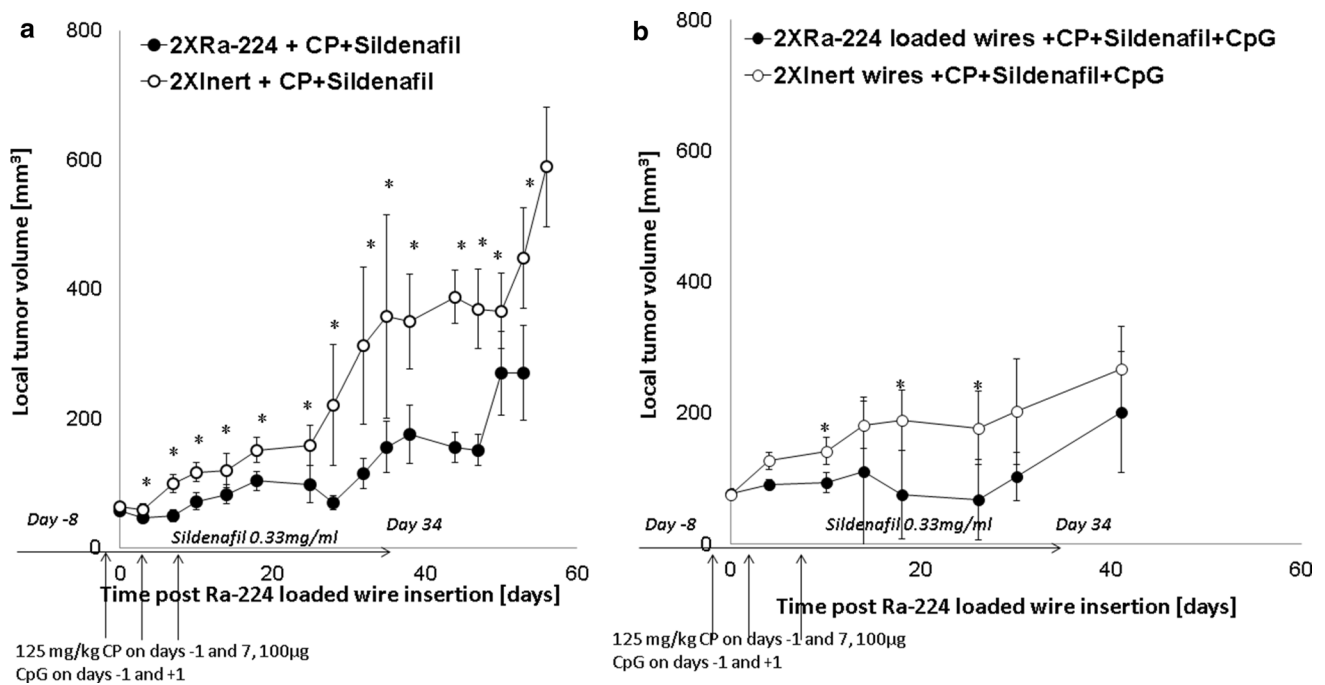 a
2XRa-224 + CP+Sildenafil
2XInert + CP+Sildenafil
Local tumor volume [mm³]
800
600
400
200
0
* * * * * * * * * * * * * * *
Day -8
Sildenafil 0.33mg/ml
Day 34
0 20 40 60
Time post Ra-224 loaded wire insertion [days]
125 mg/kg CP on days -1 and 7, 100µg
CpG on days -1 and +1
b
2XRa-224 loaded wires +CP+Sildenafil+CpG
2XInert wires +CP+Sildenafil+CpG
Local tumor volume [mm³]
800
600
400
200
0
* * *
Day -8
Sildenafil 0.33mg/ml
Day 34
0 20 40 60
Time post Ra-224 loaded wire insertion [days]
125 mg/kg CP on days -1 and 7, 100µg
CpG on days -1 and +1